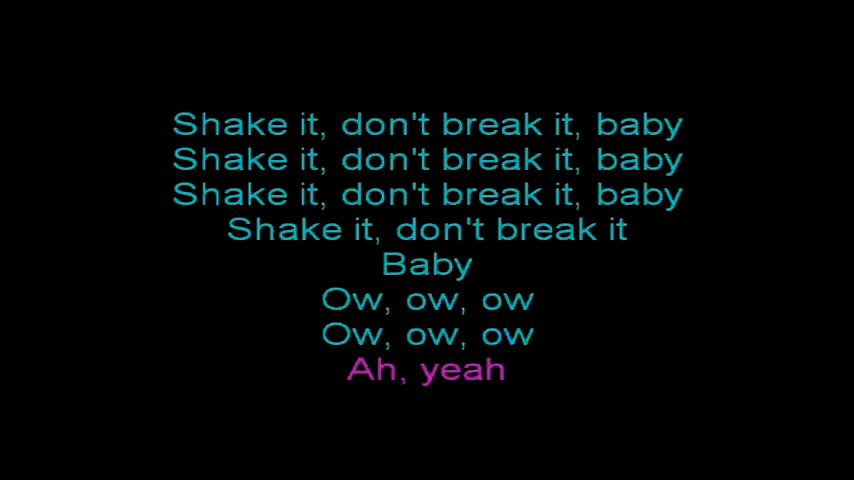 Shake it, don't break it, baby
Shake it, don't break it, baby
Shake it, don't break it, baby
Shake it, don't break it
Baby
Ow, ow, ow
Ow, ow, ow
Ah, yeah